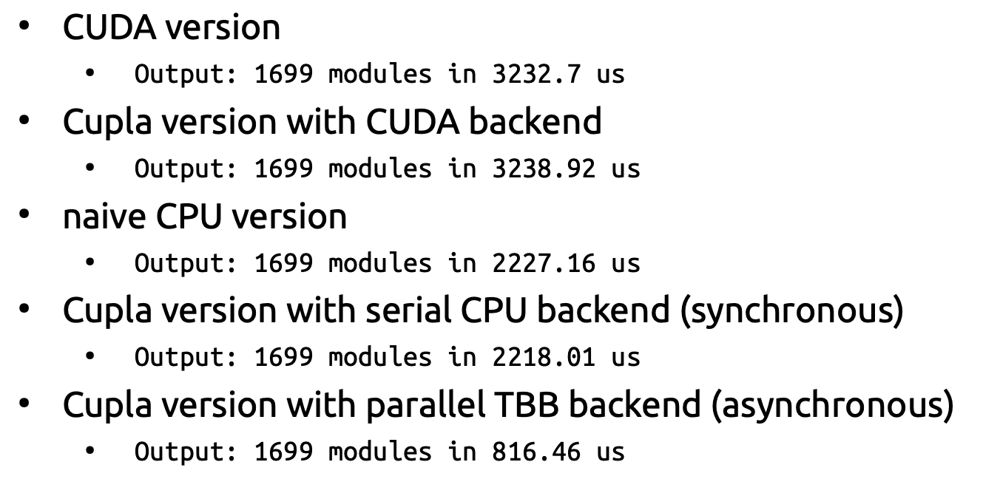 • CUDA version
• Output: 1699 modules in 3232.7 us
• Cupla version with CUDA backend
• Output: 1699 modules in 3238.92 us
• naive CPU version
• Output: 1699 modules in 2227.16 us
• Cupla version with serial CPU backend (synchronous)
• Output: 1699 modules in 2218.01 us
• Cupla version with parallel TBB backend (asynchronous)
• Output: 1699 modules in 816.46 us